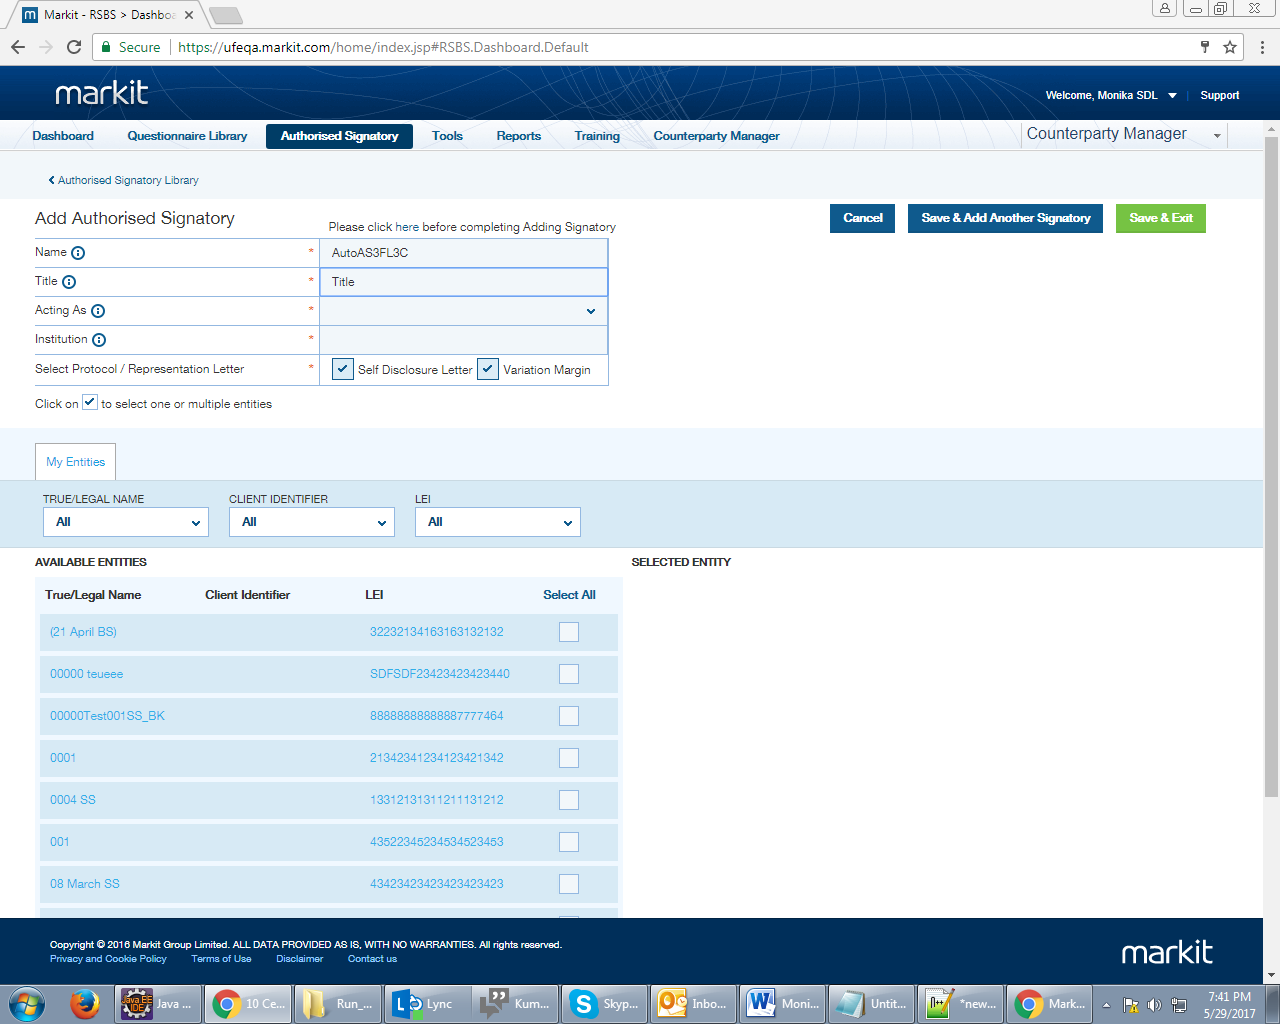 Markit - RSBS > Dashbo
Secure https://ufeqa.markit.com/home/index.jsp#RSBS.Dashboard.Default
markit
Welcome, Monika SDL Support
Dashboard Questionnaire Library Authorised Signatory Tools Reports Training Counterparty Manager Counterparty Manager
Authorised Signatory Library
Add Authorised Signatory
Please click here before completing Adding Signatory
Cancel Save & Add Another Signatory Save & Exit
Name * AutoAS3FL3C
Title * Title
Acting As *
Institution *
Select Protocol / Representation Letter * Self Disclosure Letter Variation Margin
Click on to select one or multiple entities
My Entities
TRUE/LEGAL NAME CLIENT IDENTIFIER LEI
All All All
AVAILABLE ENTITIES SELECTED ENTITY
True/Legal Name Client Identifier LEI Select All
(21 April BS) 32232134163163132132
00000 teueee SDFSDF23423423423440
00000Test001SS_BK 88888888888887777464
0001 21342341234123421342
0004 SS 13312131311211131212
001 43522345234534523453
08 March SS 43423423423423423423
Copyright © 2016 Markit Group Limited. ALL DATA PROVIDED AS IS, WITH NO WARRANTIES. All rights reserved.
Privacy and Cookie Policy Terms of Use Disclaimer Contact us
markit
Java EE IDE Java ... 10 Ce... Run_... Lync Kum... Skyp... Inbo... Moni... Untit... *new... Mark...
7:41 PM
5/29/2017